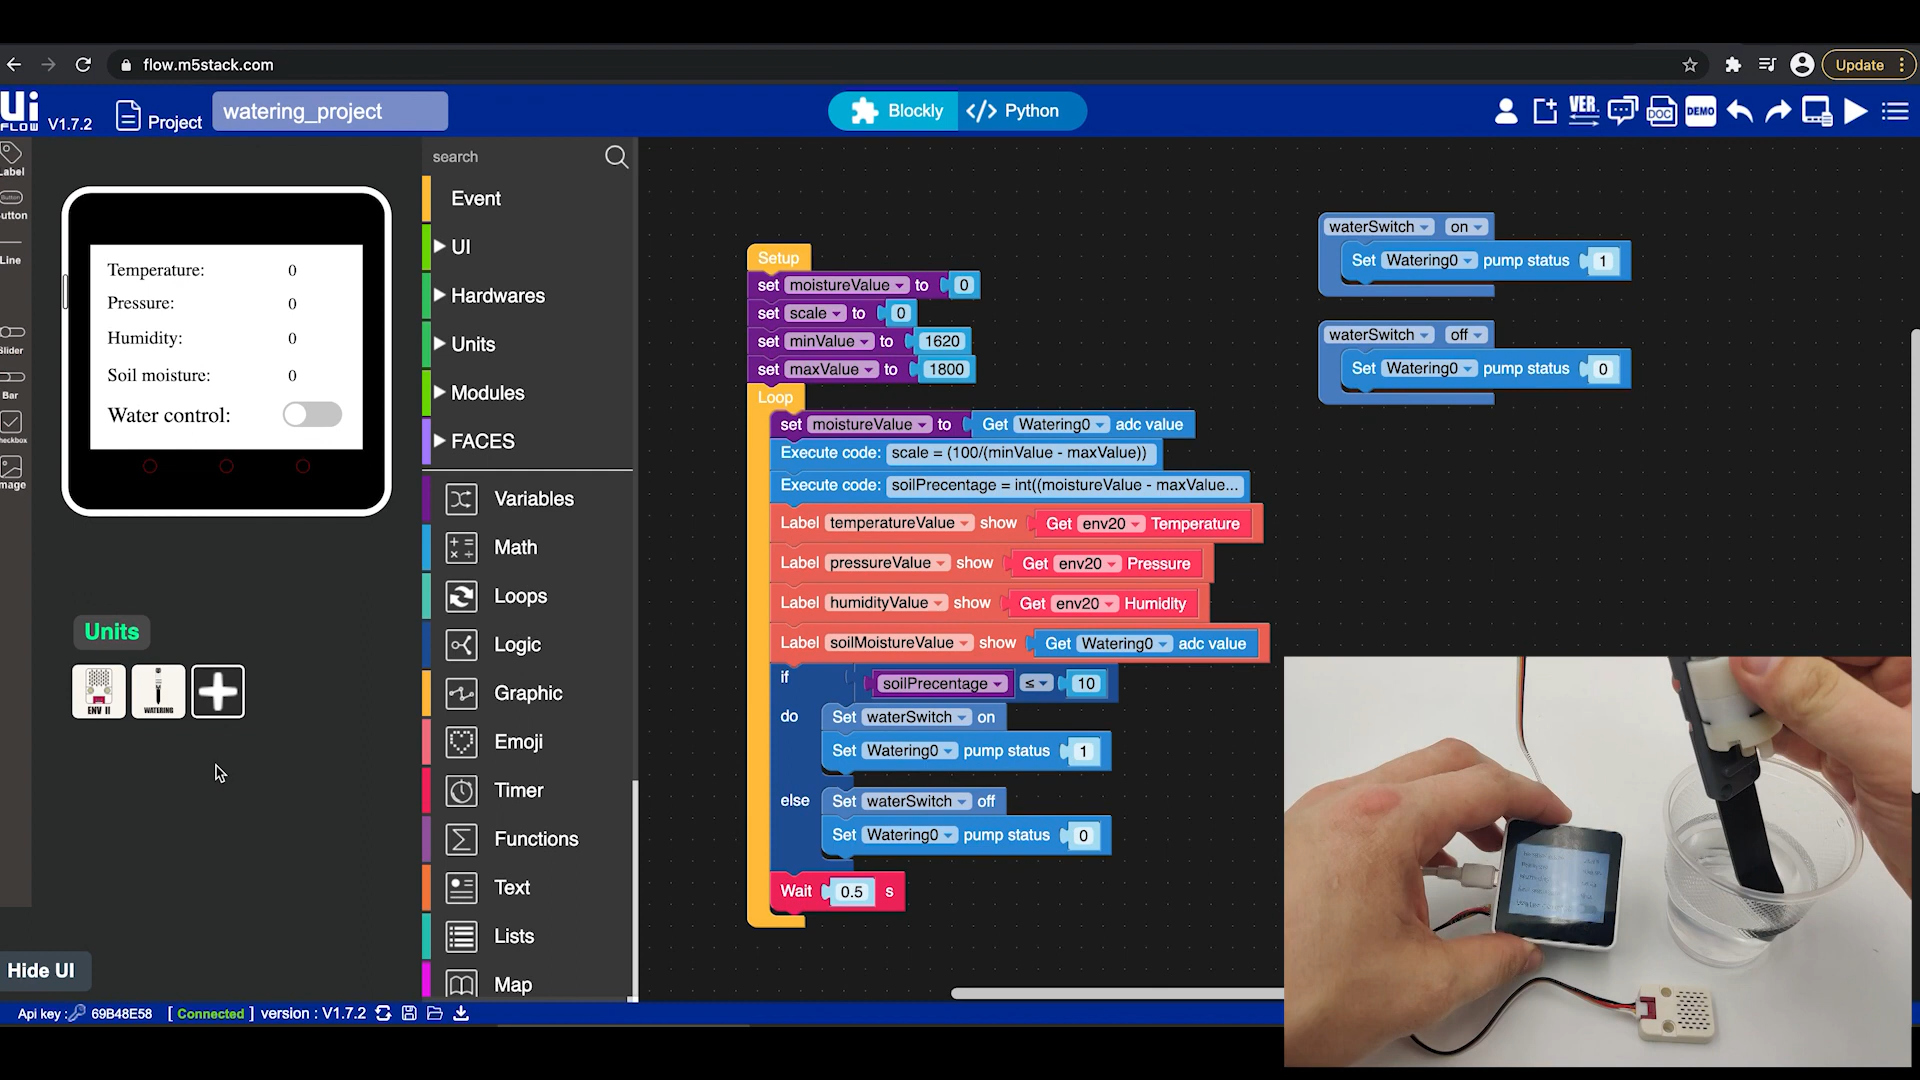 flow.m5stack.com
Update
Ui
FLOW
V1.7.2
Project
watering_project
Blockly
</> Python
VER.
DOC
DEMO
Label
Button
utton
Line
Slider
Bar
heckbox
mage
Temperature: 0
Pressure: 0
Humidity: 0
Soil moisture: 0
Water control:
Units
ENV II
WATERING
Hide UI
search
Event
UI
Hardwares
Units
Modules
FACES
Variables
Math
Loops
Logic
Graphic
Emoji
Timer
Functions
Text
Lists
Map
Setup
set moistureValue to 0
set scale to 0
set minValue to 1620
set maxValue to 1800
Loop
set moistureValue to Get Watering0 adc value
Execute code: scale = (100/(minValue - maxValue))
Execute code: soilPrecentage = int((moistureValue - maxValue...
Label temperatureValue show Get env20 Temperature
Label pressureValue show Get env20 Pressure
Label humidityValue show Get env20 Humidity
Label soilMoistureValue show Get Watering0 adc value
if soilPrecentage ≤ 10
do Set waterSwitch on
Set Watering0 pump status 1
else Set waterSwitch off
Set Watering0 pump status 0
Wait 0.5 s
waterSwitch on
Set Watering0 pump status 1
waterSwitch off
Set Watering0 pump status 0
Api key: 69B48E58 [ Connected ] version : V1.7.2